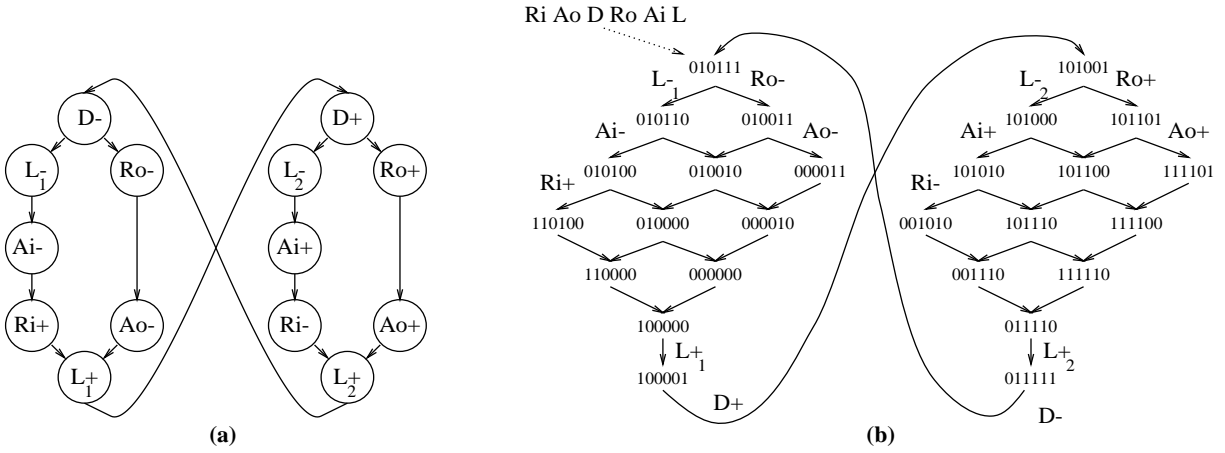 Ri Ao D Ro Ai L
D-
L-1
Ro-
Ai-
Ri+
Ao-
L+1
D+
L-2
Ro+
Ai+
Ri-
Ao+
L+2
(a)
010111
L-1 Ro-
010110 010011
Ai- Ao-
010100 010010 000011
Ri+
110100 010000 000010
110000 000000
100000
L+1
100001
D+
101001
L-2 Ro+
101000 101101
Ai+ Ao+
101010 101100 111101
Ri-
001010 101110 111100
001110 111110
011110
L+2
011111
D-
(b)